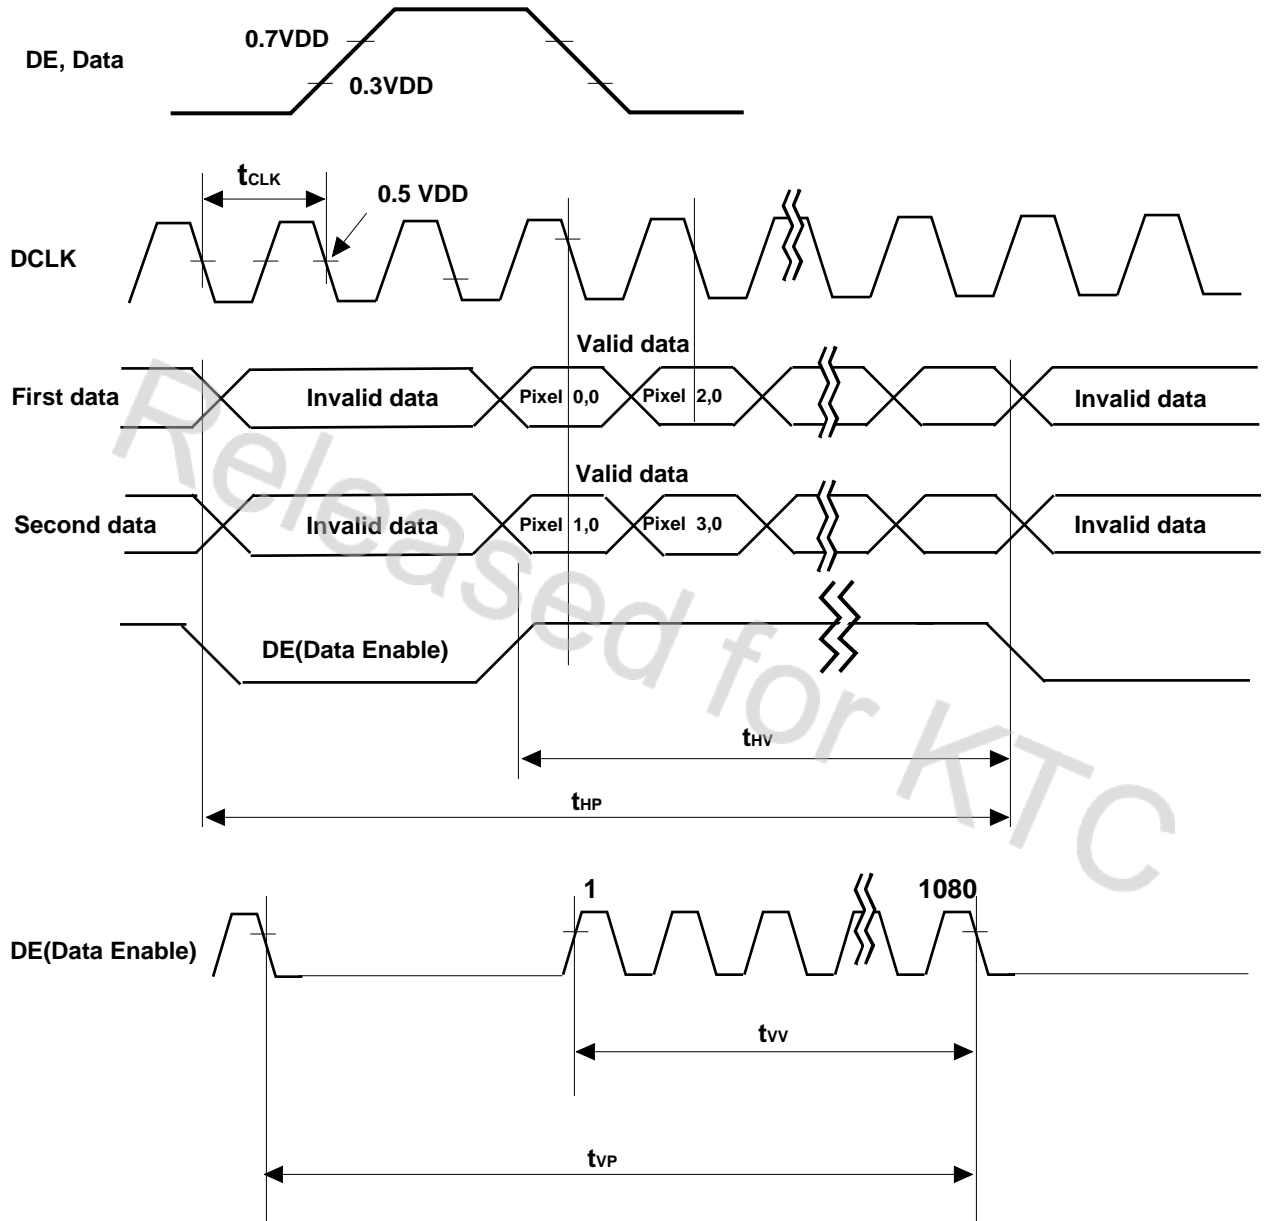 DE, Data
0.7VDD
0.3VDD
tCLK
0.5 VDD
DCLK
Valid data
First data
Invalid data
Pixel 0,0
Pixel 2,0
Invalid data
Valid data
Second data
Invalid data
Pixel 1,0
Pixel 3,0
Invalid data
DE(Data Enable)
tHV
tHP
Released for KTC
1
1080
DE(Data Enable)
tVV
tVP